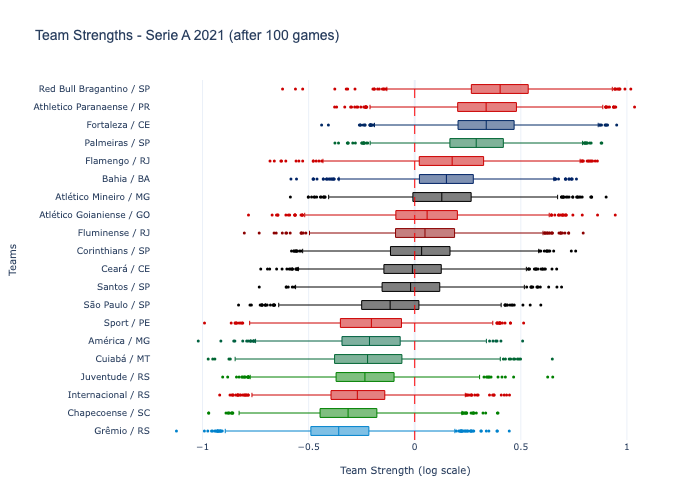 Team Strengths - Serie A 2021 (after 100 games)
Red Bull Bragantino / SP
Athletico Paranaense / PR
Fortaleza / CE
Palmeiras / SP
Flamengo / RJ
Bahia / BA
Atlético Mineiro / MG
Atlético Goianiense / GO
Fluminense / RJ
Corinthians / SP
Ceará / CE
Santos / SP
São Paulo / SP
Sport / PE
América / MG
Cuiabá / MT
Juventude / RS
Internacional / RS
Chapecoense / SC
Grêmio / RS
Teams
−1 −0.5 0 0.5 1
Team Strength (log scale)